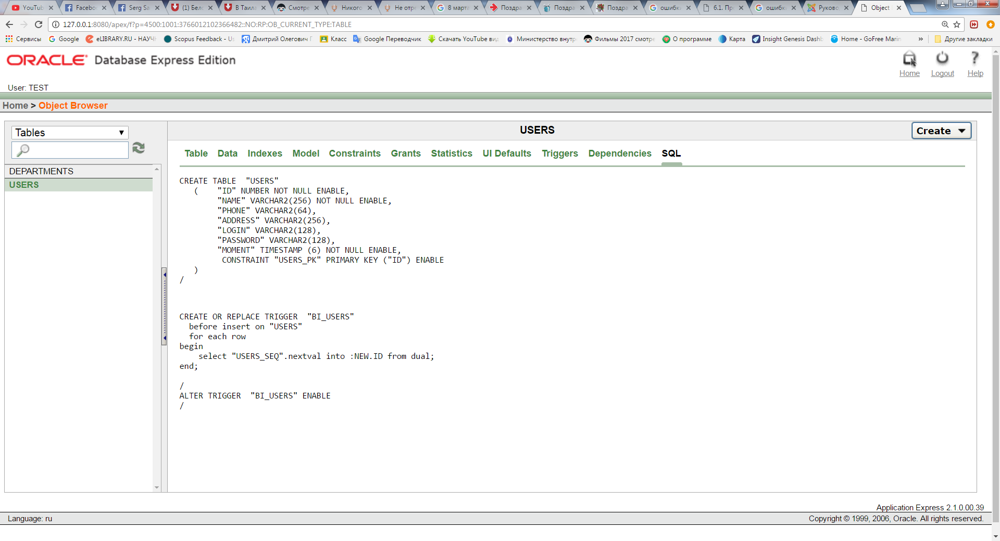 YouTub
Facebo
Serg Sa
(1) Бело
В Таила
Смотре
Никого
Не отре
8 марта
Поздра
Поздра
Поздра
ошибк
6.1. Пр
ошибк
Руково
Object
127.0.0.1:8080/apex/f?p=4500:1001:3766012102366482::NO:RP:OB_CURRENT_TYPE:TABLE
Сервисы
Google
eLIBRARY.RU - НАУЧН
Scopus Feedback - Us
Дмитрий Олегович Г
Класс
Google Переводчик
Скачать YouTube вид
Министерство внутр
Фильмы 2017 смотре
О программе
Карта
Insight Genesis Dashb
Home - GoFree Marin
»
Другие закладки
ORACLE Database Express Edition
Home
Logout
Help
User: TEST
Home > Object Browser
Tables
USERS
Create
Table Data Indexes Model Constraints Grants Statistics UI Defaults Triggers Dependencies SQL
DEPARTMENTS
USERS
CREATE TABLE "USERS"
( "ID" NUMBER NOT NULL ENABLE,
"NAME" VARCHAR2(256) NOT NULL ENABLE,
"PHONE" VARCHAR2(64),
"ADDRESS" VARCHAR2(256),
"LOGIN" VARCHAR2(128),
"PASSWORD" VARCHAR2(128),
"MOMENT" TIMESTAMP (6) NOT NULL ENABLE,
CONSTRAINT "USERS_PK" PRIMARY KEY ("ID") ENABLE
)
/
CREATE OR REPLACE TRIGGER "BI_USERS"
before insert on "USERS"
for each row
begin
select "USERS_SEQ".nextval into :NEW.ID from dual;
end;
/
ALTER TRIGGER "BI_USERS" ENABLE
/
Application Express 2.1.0.00.39
Language: ru
Copyright © 1999, 2006, Oracle. All rights reserved.